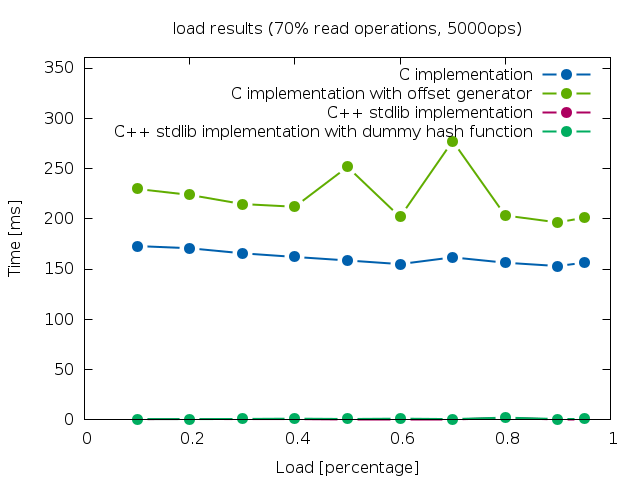 load results (70% read operations, 5000ops)
350
300
250
200
150
100
50
0
C implementation
C implementation with offset generator
C++ stdlib implementation
C++ stdlib implementation with dummy hash function
Time [ms]
0 0.2 0.4 0.6 0.8 1
Load [percentage]